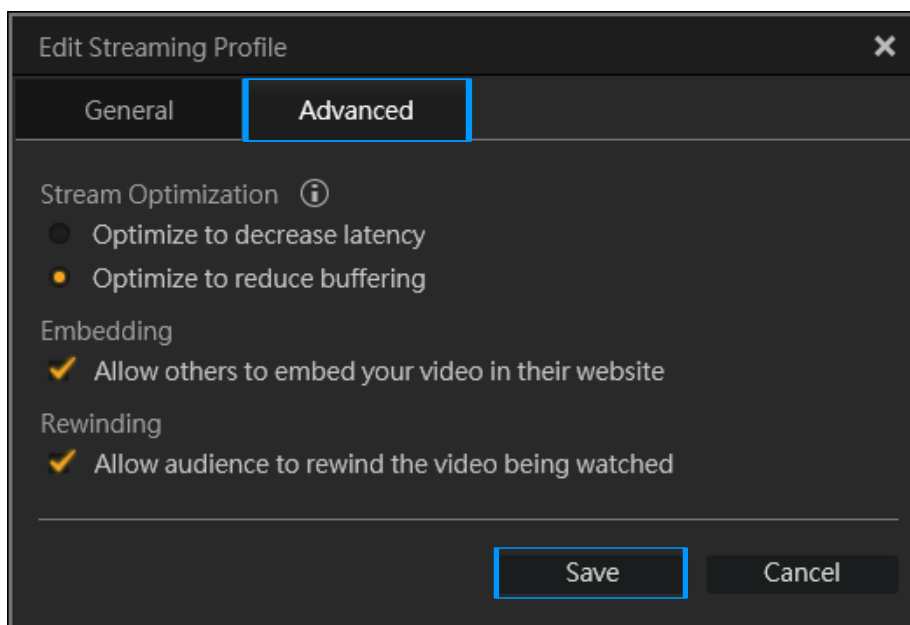 Edit Streaming Profile
General
Advanced
Stream Optimization
Optimize to decrease latency
Optimize to reduce buffering
Embedding
Allow others to embed your video in their website
Rewinding
Allow audience to rewind the video being watched
Save
Cancel